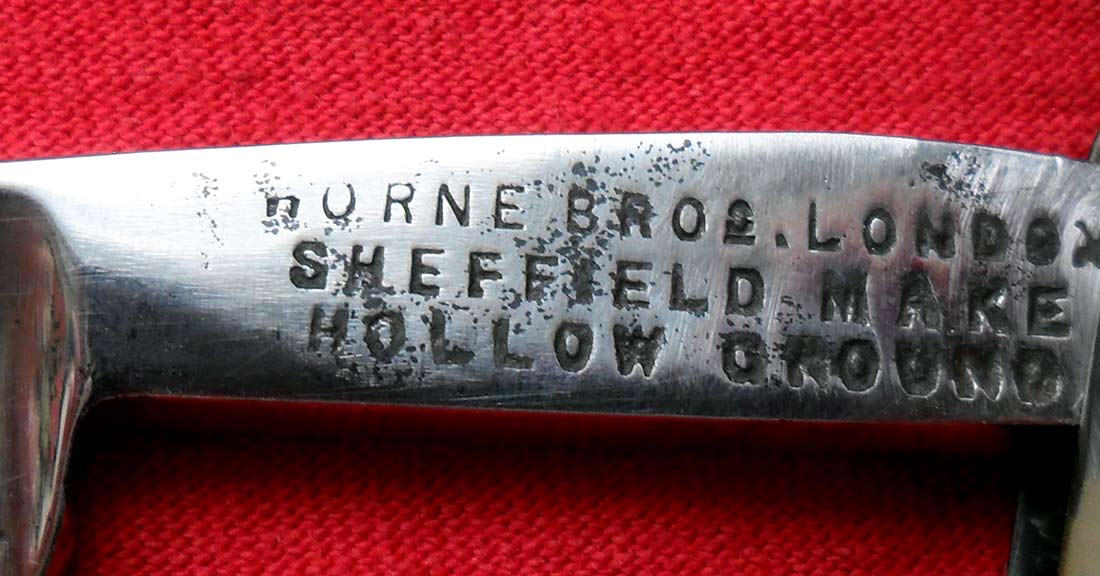 HORNE BROS. LONDON
SHEFFIELD MAKE
HOLLOW GROUND